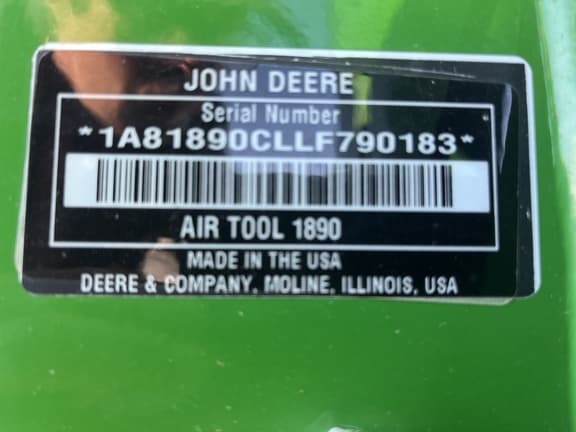 JOHN DEERE
Serial Number
*1A81890CLLF790183*
AIR TOOL 1890
MADE IN THE USA
DEERE & COMPANY, MOLINE, ILLINOIS, USA